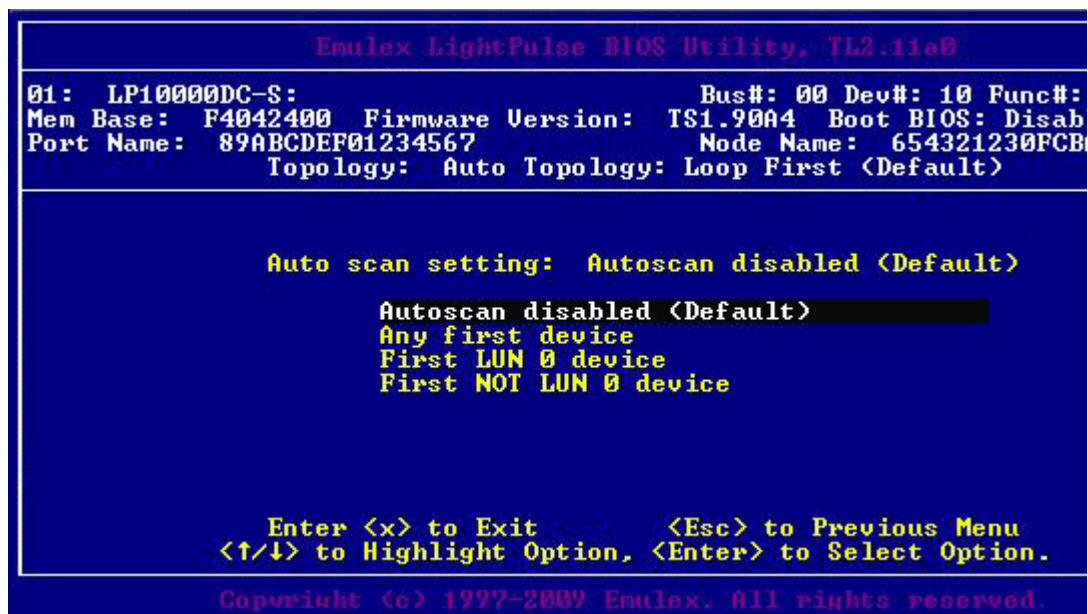 Emulex LightPulse BIOS Utility, TL2.11a0
01: LP10000DC-S: Bus#: 00 Dev#: 10 Func#:
Mem Base: F4042400 Firmware Version: TS1.90A4 Boot BIOS: Disab
Port Name: 89ABCDEF01234567 Node Name: 654321230FCB
Topology: Auto Topology: Loop First (Default)
Auto scan setting: Autoscan disabled (Default)
Autoscan disabled (Default)
Any first device
First LUN 0 device
First NOT LUN 0 device
Enter <x> to Exit <Esc> to Previous Menu
<↑/↓> to Highlight Option, <Enter> to Select Option.
Copyright (c) 1997-2009 Emulex. All rights reserved.